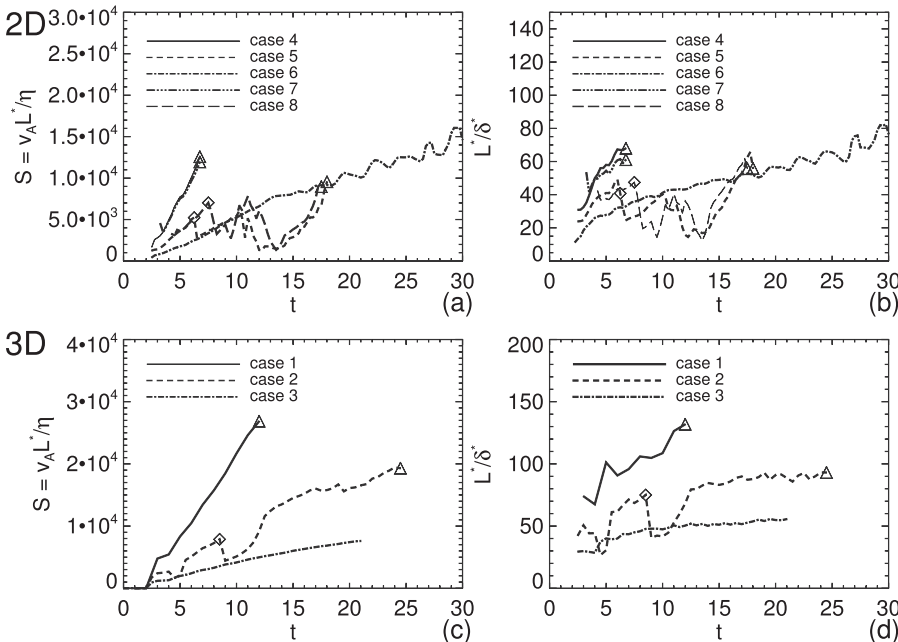 2D
S = v_A L*/η
3.0•10⁴
2.5•10⁴
2.0•10⁴
1.5•10⁴
1.0•10⁴
5.0•10³
0
case 4
case 5
case 6
case 7
case 8
0 5 10 15 20 25 30
t
(a)
L*/δ*
140
120
100
80
60
40
20
0
case 4
case 5
case 6
case 7
case 8
0 5 10 15 20 25 30
t
(b)
3D
S = v_A L*/η
4•10⁴
3•10⁴
2•10⁴
1•10⁴
0
case 1
case 2
case 3
0 5 10 15 20 25 30
t
(c)
L*/δ*
200
150
100
50
0
case 1
case 2
case 3
0 5 10 15 20 25 30
t
(d)